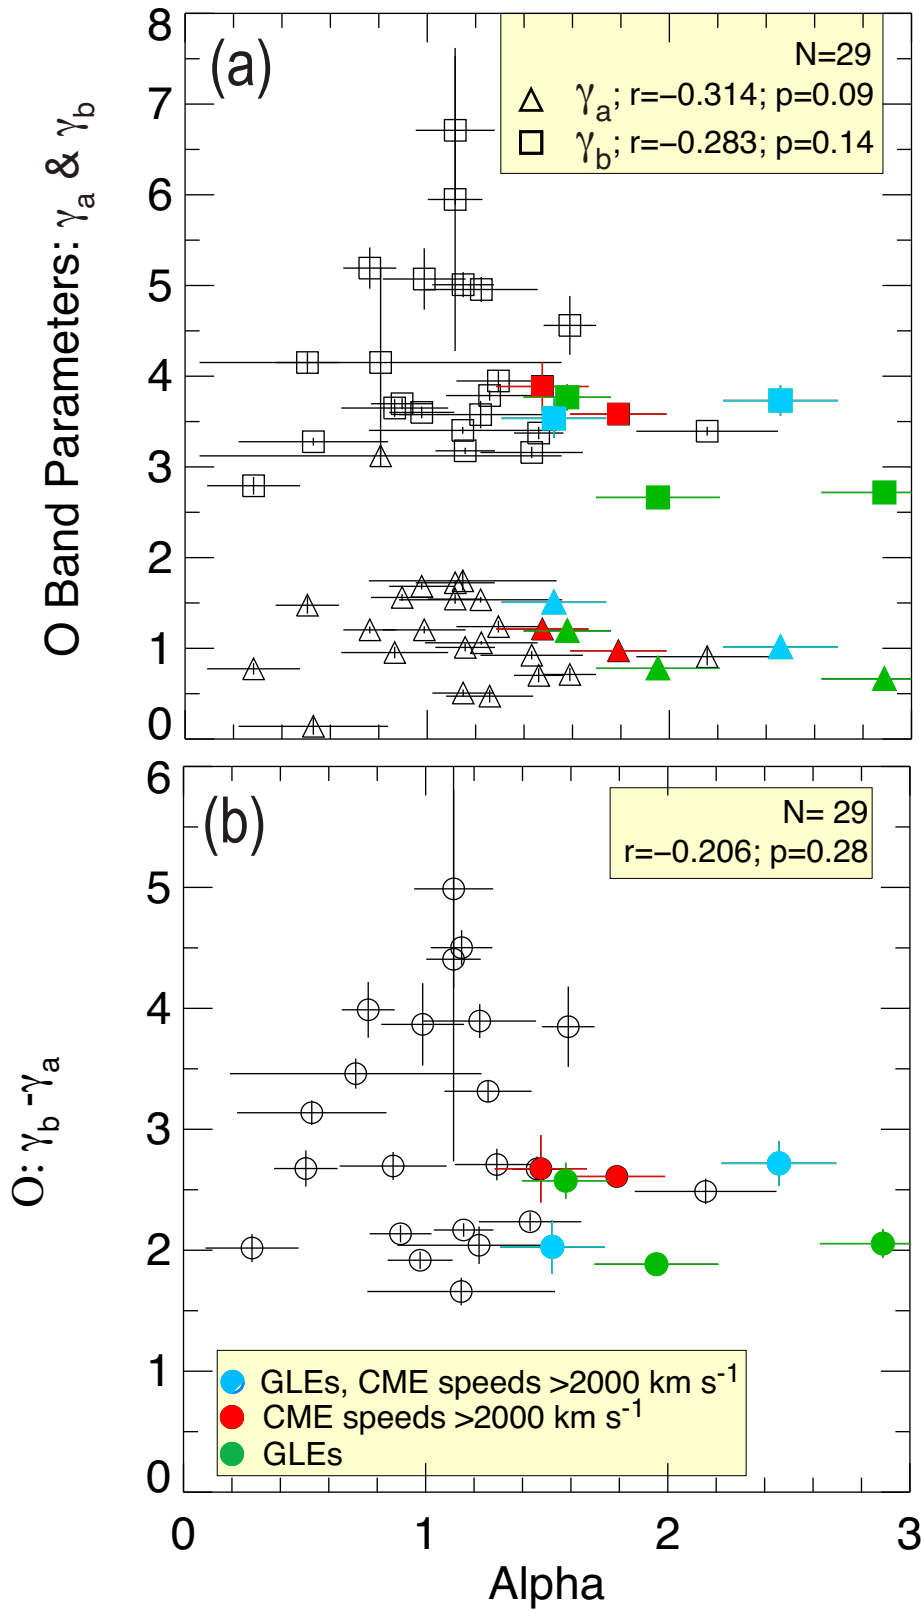 (a)
N=29
γa; r=−0.314; p=0.09
γb; r=−0.283; p=0.14
O Band Parameters: γa & γb
8
7
6
5
4
3
2
1
0
(b)
N= 29
r=−0.206; p=0.28
O: γb -γa
6
5
4
3
2
1
0
GLEs, CME speeds >2000 km s-1
CME speeds >2000 km s-1
GLEs
0 1 2 3
Alpha